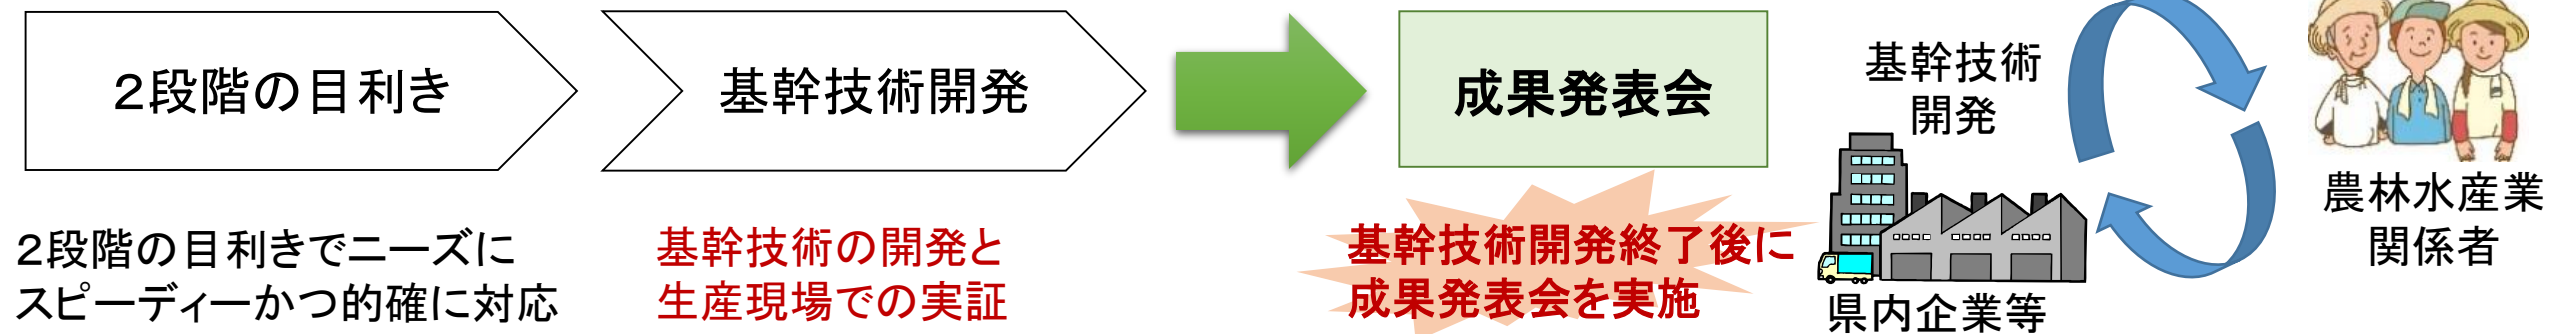 ２段階の目利き
基幹技術開発
成果発表会
２段階の目利きでニーズに
スピーディーかつ的確に対応
基幹技術の開発と
生産現場での実証
基幹技術開発終了後に
成果発表会を実施
基幹技術
開発
県内企業等
農林水産業
関係者